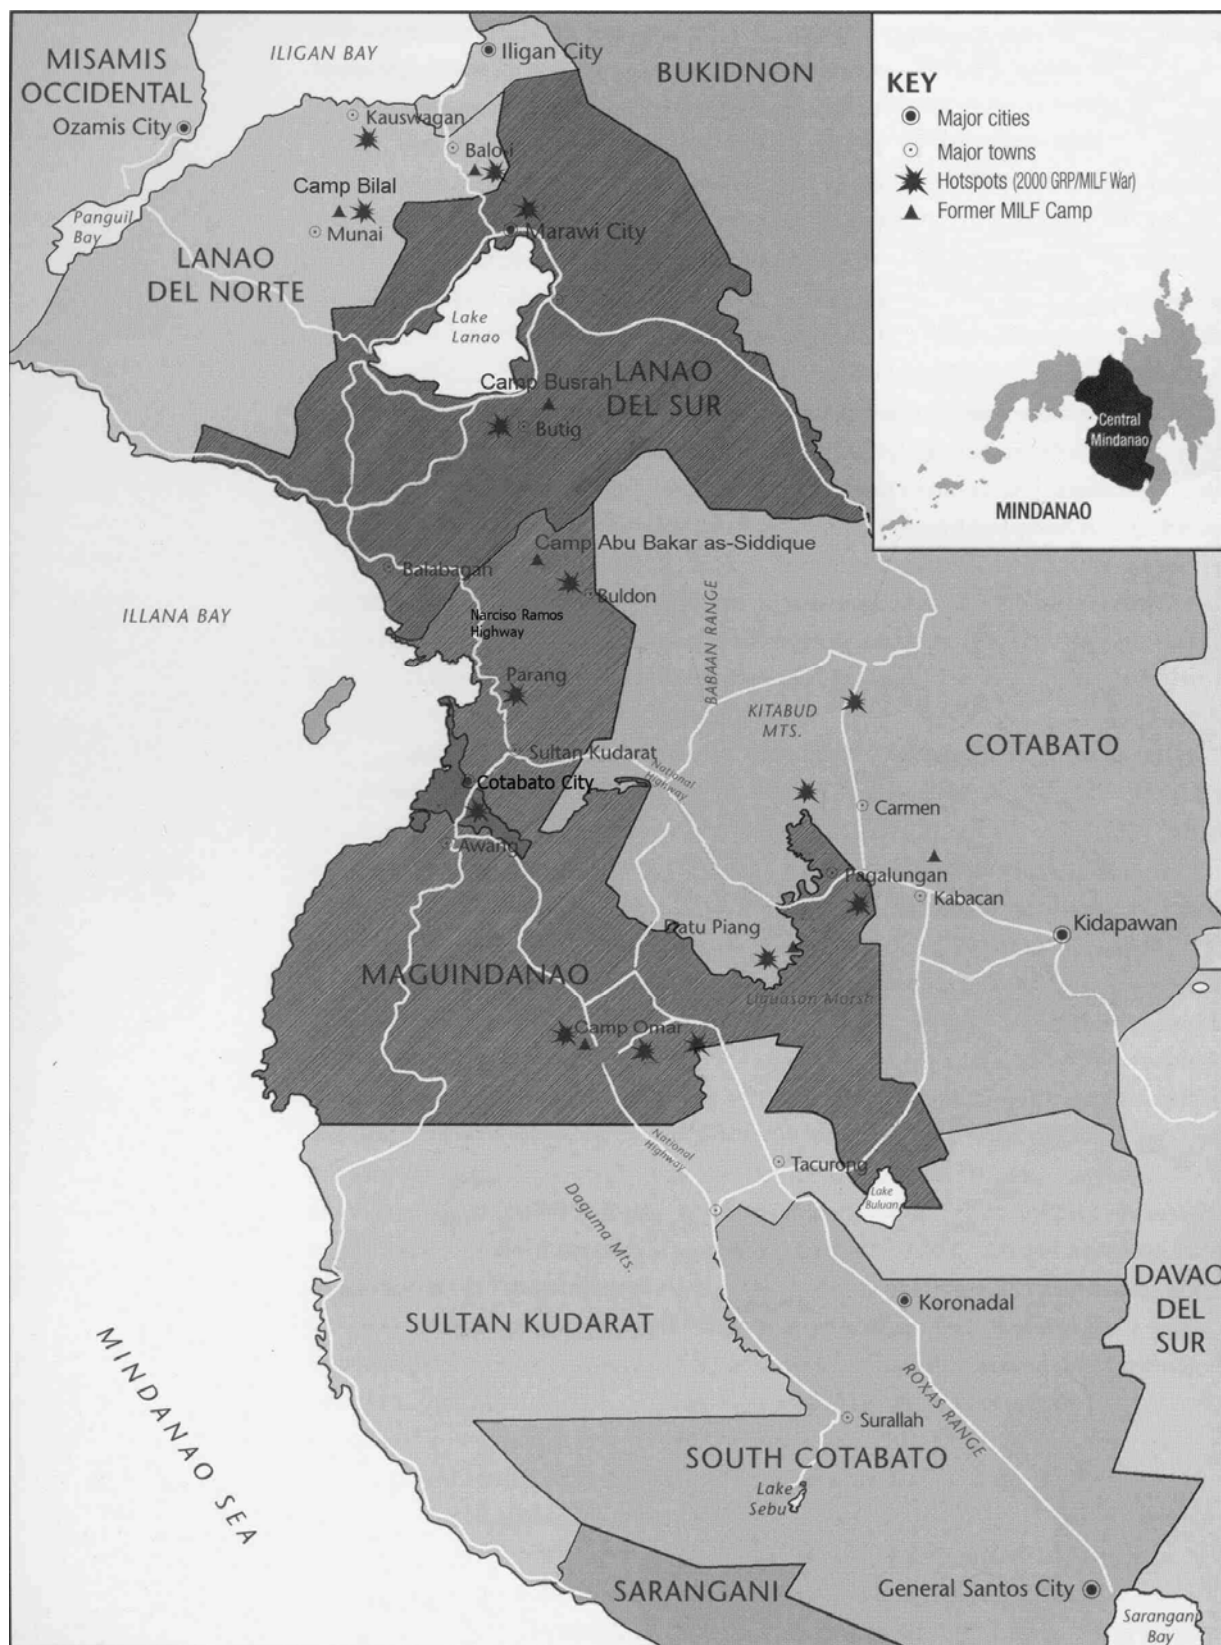 MISAMIS
OCCIDENTAL
Ozamis City
ILIGAN BAY
Iligan City
BUKIDNON
KEY
Major cities
Major towns
Hotspots (2000 GRP/MILF War)
Former MILF Camp
Central
Mindanao
MINDANAO
Kauswagan
Balo-i
Camp Bilal
Munai
Panguil
Bay
Marawi City
LANAO
DEL NORTE
Lake
Lanao
Camp Busrah
LANAO
DEL SUR
Butig
Camp Abu Bakar as-Siddique
Balabagan
Buldon
ILLANA BAY
Narciso Ramos
Highway
BABAAN RANGE
Parang
KITABUD
MTS.
COTABATO
Sultan Kudarat
National
Highway
Cotabato City
Carmen
Awang
Pagalungan
Kabacan
Datu Piang
Kidapawan
MAGUINDANAO
Liguasan Marsh
Camp Omar
National
Highway
Tacurong
Lake
Buluan
Daguma Mts.
DAVAO
DEL
SUR
Koronadal
SULTAN KUDARAT
MINDANAO SEA
ROXAS RANGE
Surallah
SOUTH COTABATO
Lake
Sebu
SARANGANI
General Santos City
Sarangani
Bay